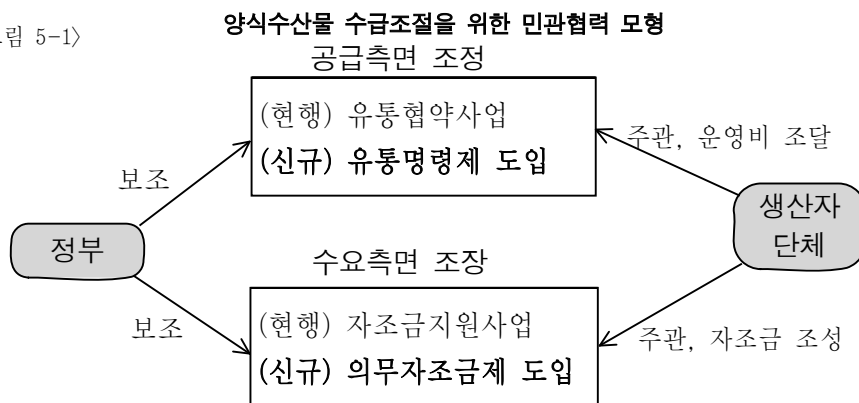 림 5-1〉
양식수산물 수급조절을 위한 민관협력 모형
공급측면 조정
(현행) 유통협약사업
(신규) 유통명령제 도입
주관, 운영비 조달
보조
생산자
단체
정부
수요측면 조장
(현행) 자조금지원사업
(신규) 의무자조금제 도입
보조
주관, 자조금 조성